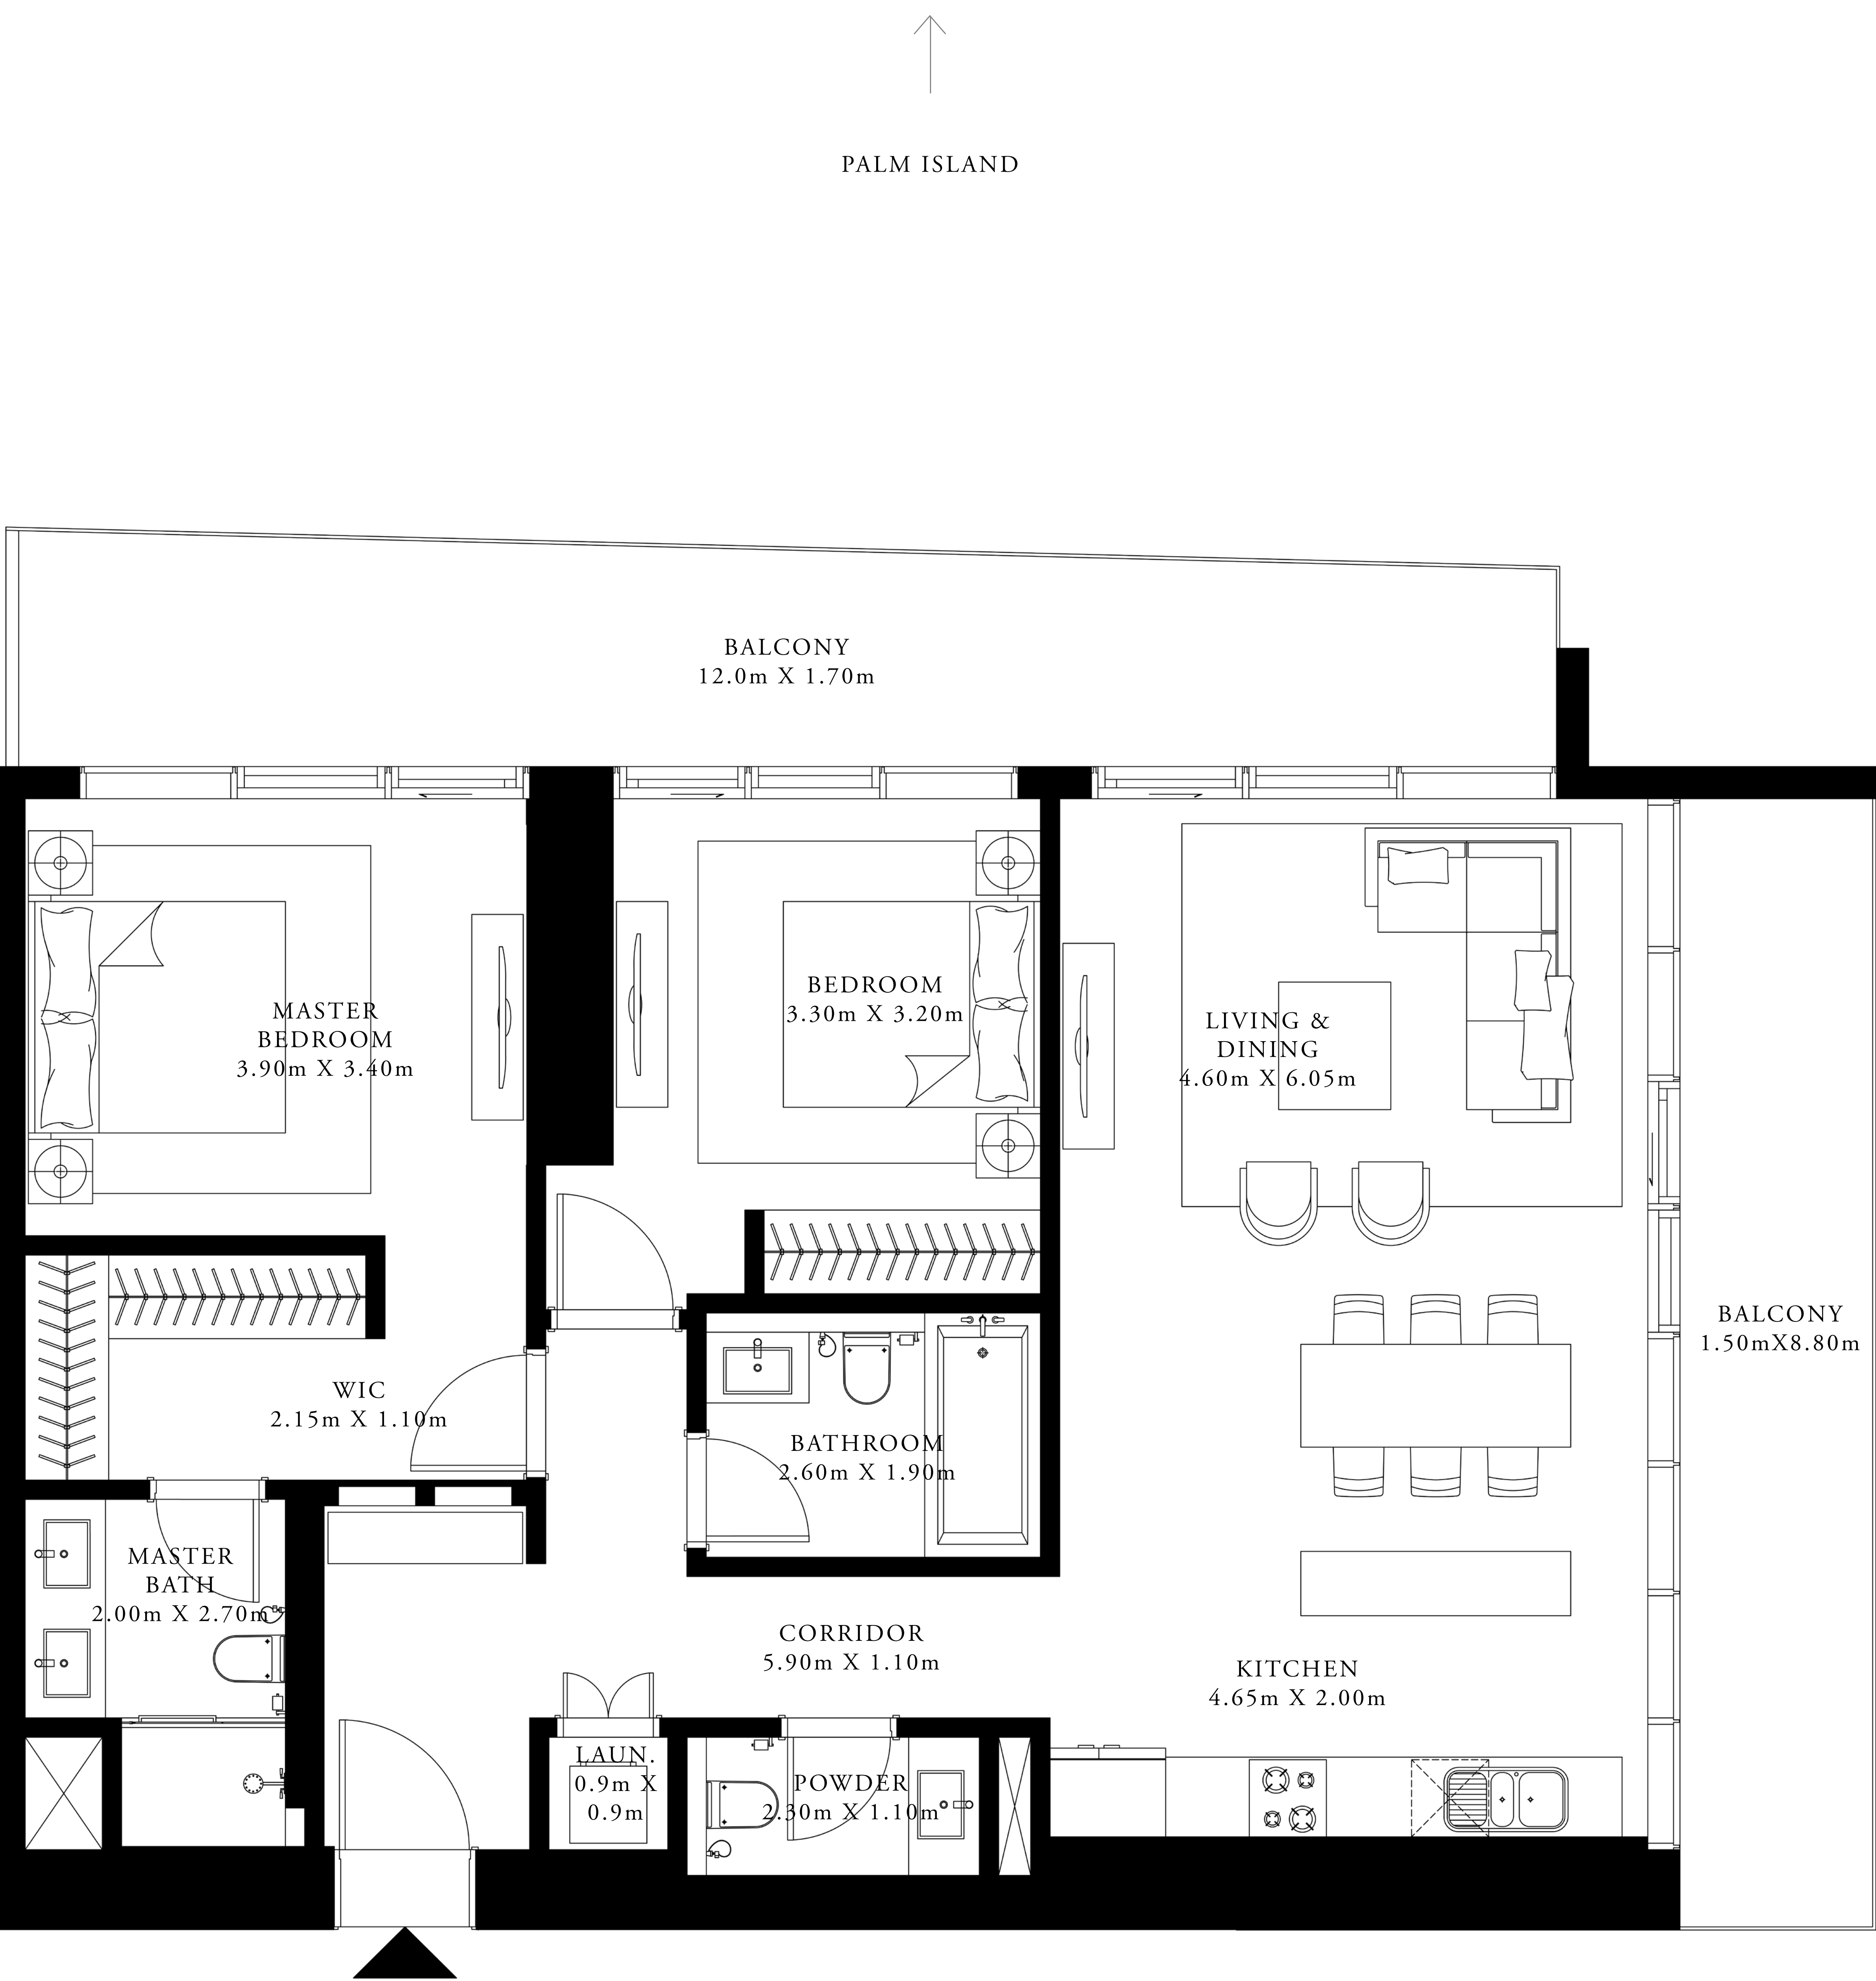 PALM ISLAND
BALCONY
12.0m X 1.70m
MASTER
BEDROOM
3.90m X 3.40m
BEDROOM
3.30m X 3.20m
LIVING &
DINING
4.60m X 6.05m
BALCONY
1.50mX8.80m
WIC
2.15m X 1.10m
BATHROOM
2.60m X 1.90m
MASTER
BATH
2.00m X 2.70m
CORRIDOR
5.90m X 1.10m
KITCHEN
4.65m X 2.00m
LAUN.
0.9m X
0.9m
POWDER
2.30m X 1.10m